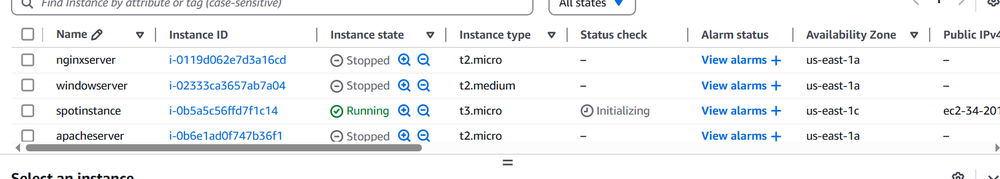 Find Instance by attribute or tag (case-sensitive) All states 1
Name Instance ID Instance state Instance type Status check Alarm status Availability Zone Public IPv4
nginxserver i-0119d062e7d3a16cd Stopped t2.micro – View alarms + us-east-1a –
windowserver i-02333ca3657ab7a04 Stopped t2.medium – View alarms + us-east-1a –
spotinstance i-0b5a5c56ffd7f1c14 Running t3.micro Initializing View alarms + us-east-1c ec2-34-201
apacheserver i-0b6e1ad0f747b36f1 Stopped t2.micro – View alarms + us-east-1a –
Select an instance